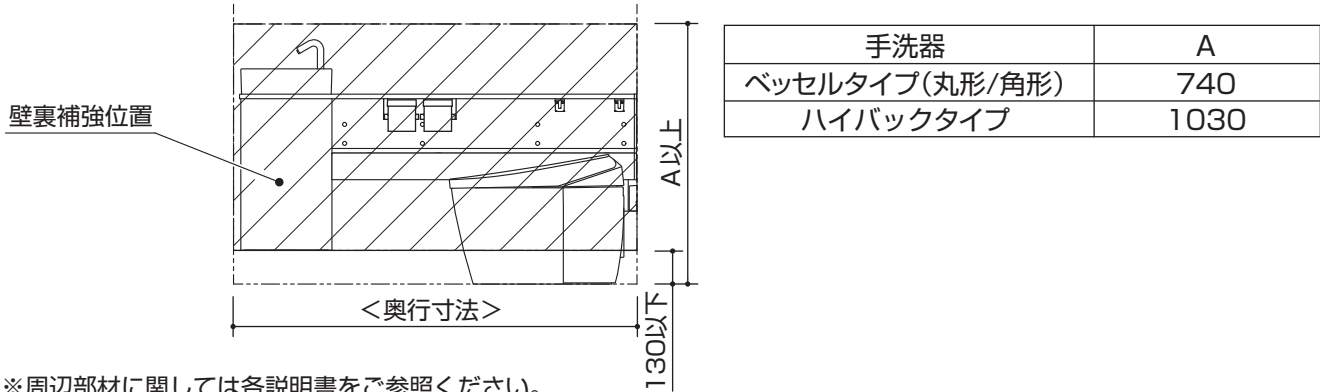 手洗器 A
ベッセルタイプ(丸形/角形) 740
ハイバックタイプ 1030
壁裏補強位置
A以上
<奥行寸法>
130以下
※周辺部材に関しては各説明書をご参照ください。